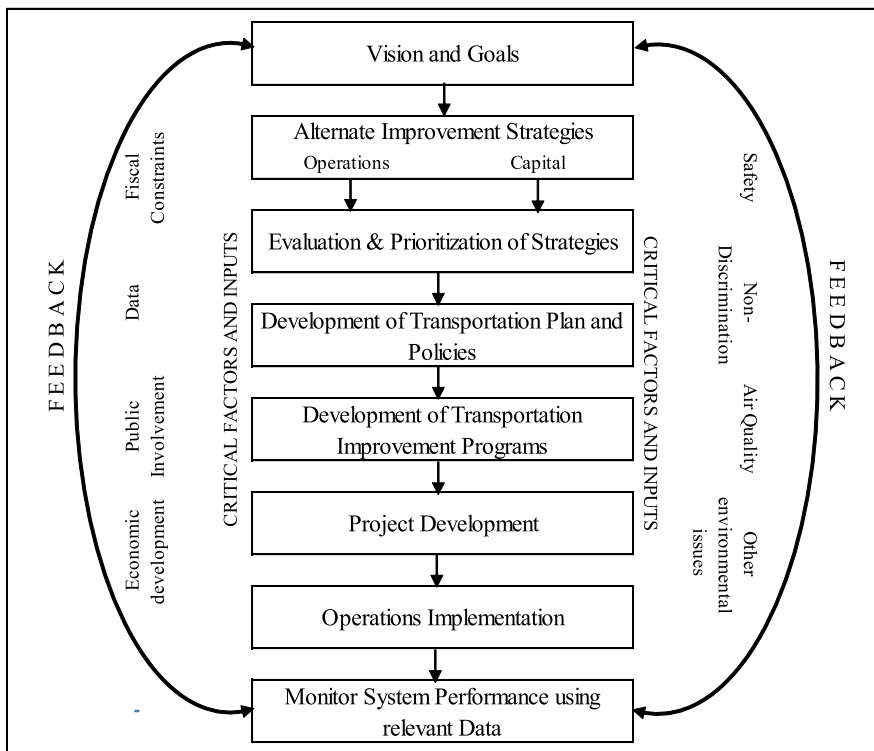 Vision and Goals
Alternate Improvement Strategies
Operations
Capital
Evaluation & Prioritization of Strategies
Development of Transportation Plan and
Policies
Development of Transportation
Improvement Programs
Project Development
Operations Implementation
Monitor System Performance using
relevant Data
FEEDBACK
Fiscal
Constraints
Data
Public
Involvement
Economic
development
CRITICAL FACTORS AND INPUTS
CRITICAL FACTORS AND INPUTS
Safety
Non-
Discrimination
Air Quality
Other
environmental
issues
FEEDBACK